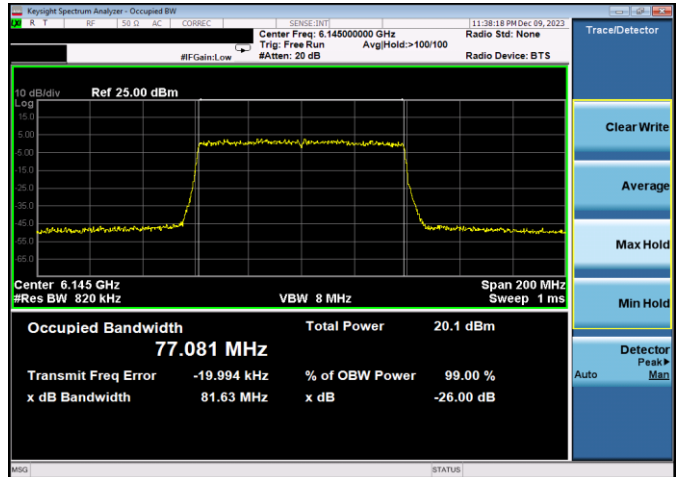 Keysight Spectrum Analyzer - Occupied BW
R T RF 50 Ω AC CORREC SENSE:INT 11:38:18 PM Dec 09, 2023
Center Freq: 6.145000000 GHz Radio Std: None
Trig: Free Run Avg|Hold:>100/100
#IFGain:Low #Atten: 20 dB Radio Device: BTS
Trace/Detector
10 dB/div Ref 25.00 dBm
Log
15.0
5.00
-5.00
-15.0
-25.0
-35.0
-45.0
-55.0
-65.0
Center 6.145 GHz Span 200 MHz
#Res BW 820 kHz VBW 8 MHz Sweep 1 ms
Occupied Bandwidth Total Power 20.1 dBm
77.081 MHz
Transmit Freq Error -19.994 kHz % of OBW Power 99.00 %
x dB Bandwidth 81.63 MHz x dB -26.00 dB
Clear Write
Average
Max Hold
Min Hold
Detector
Peak▶
Auto Man
MSG STATUS